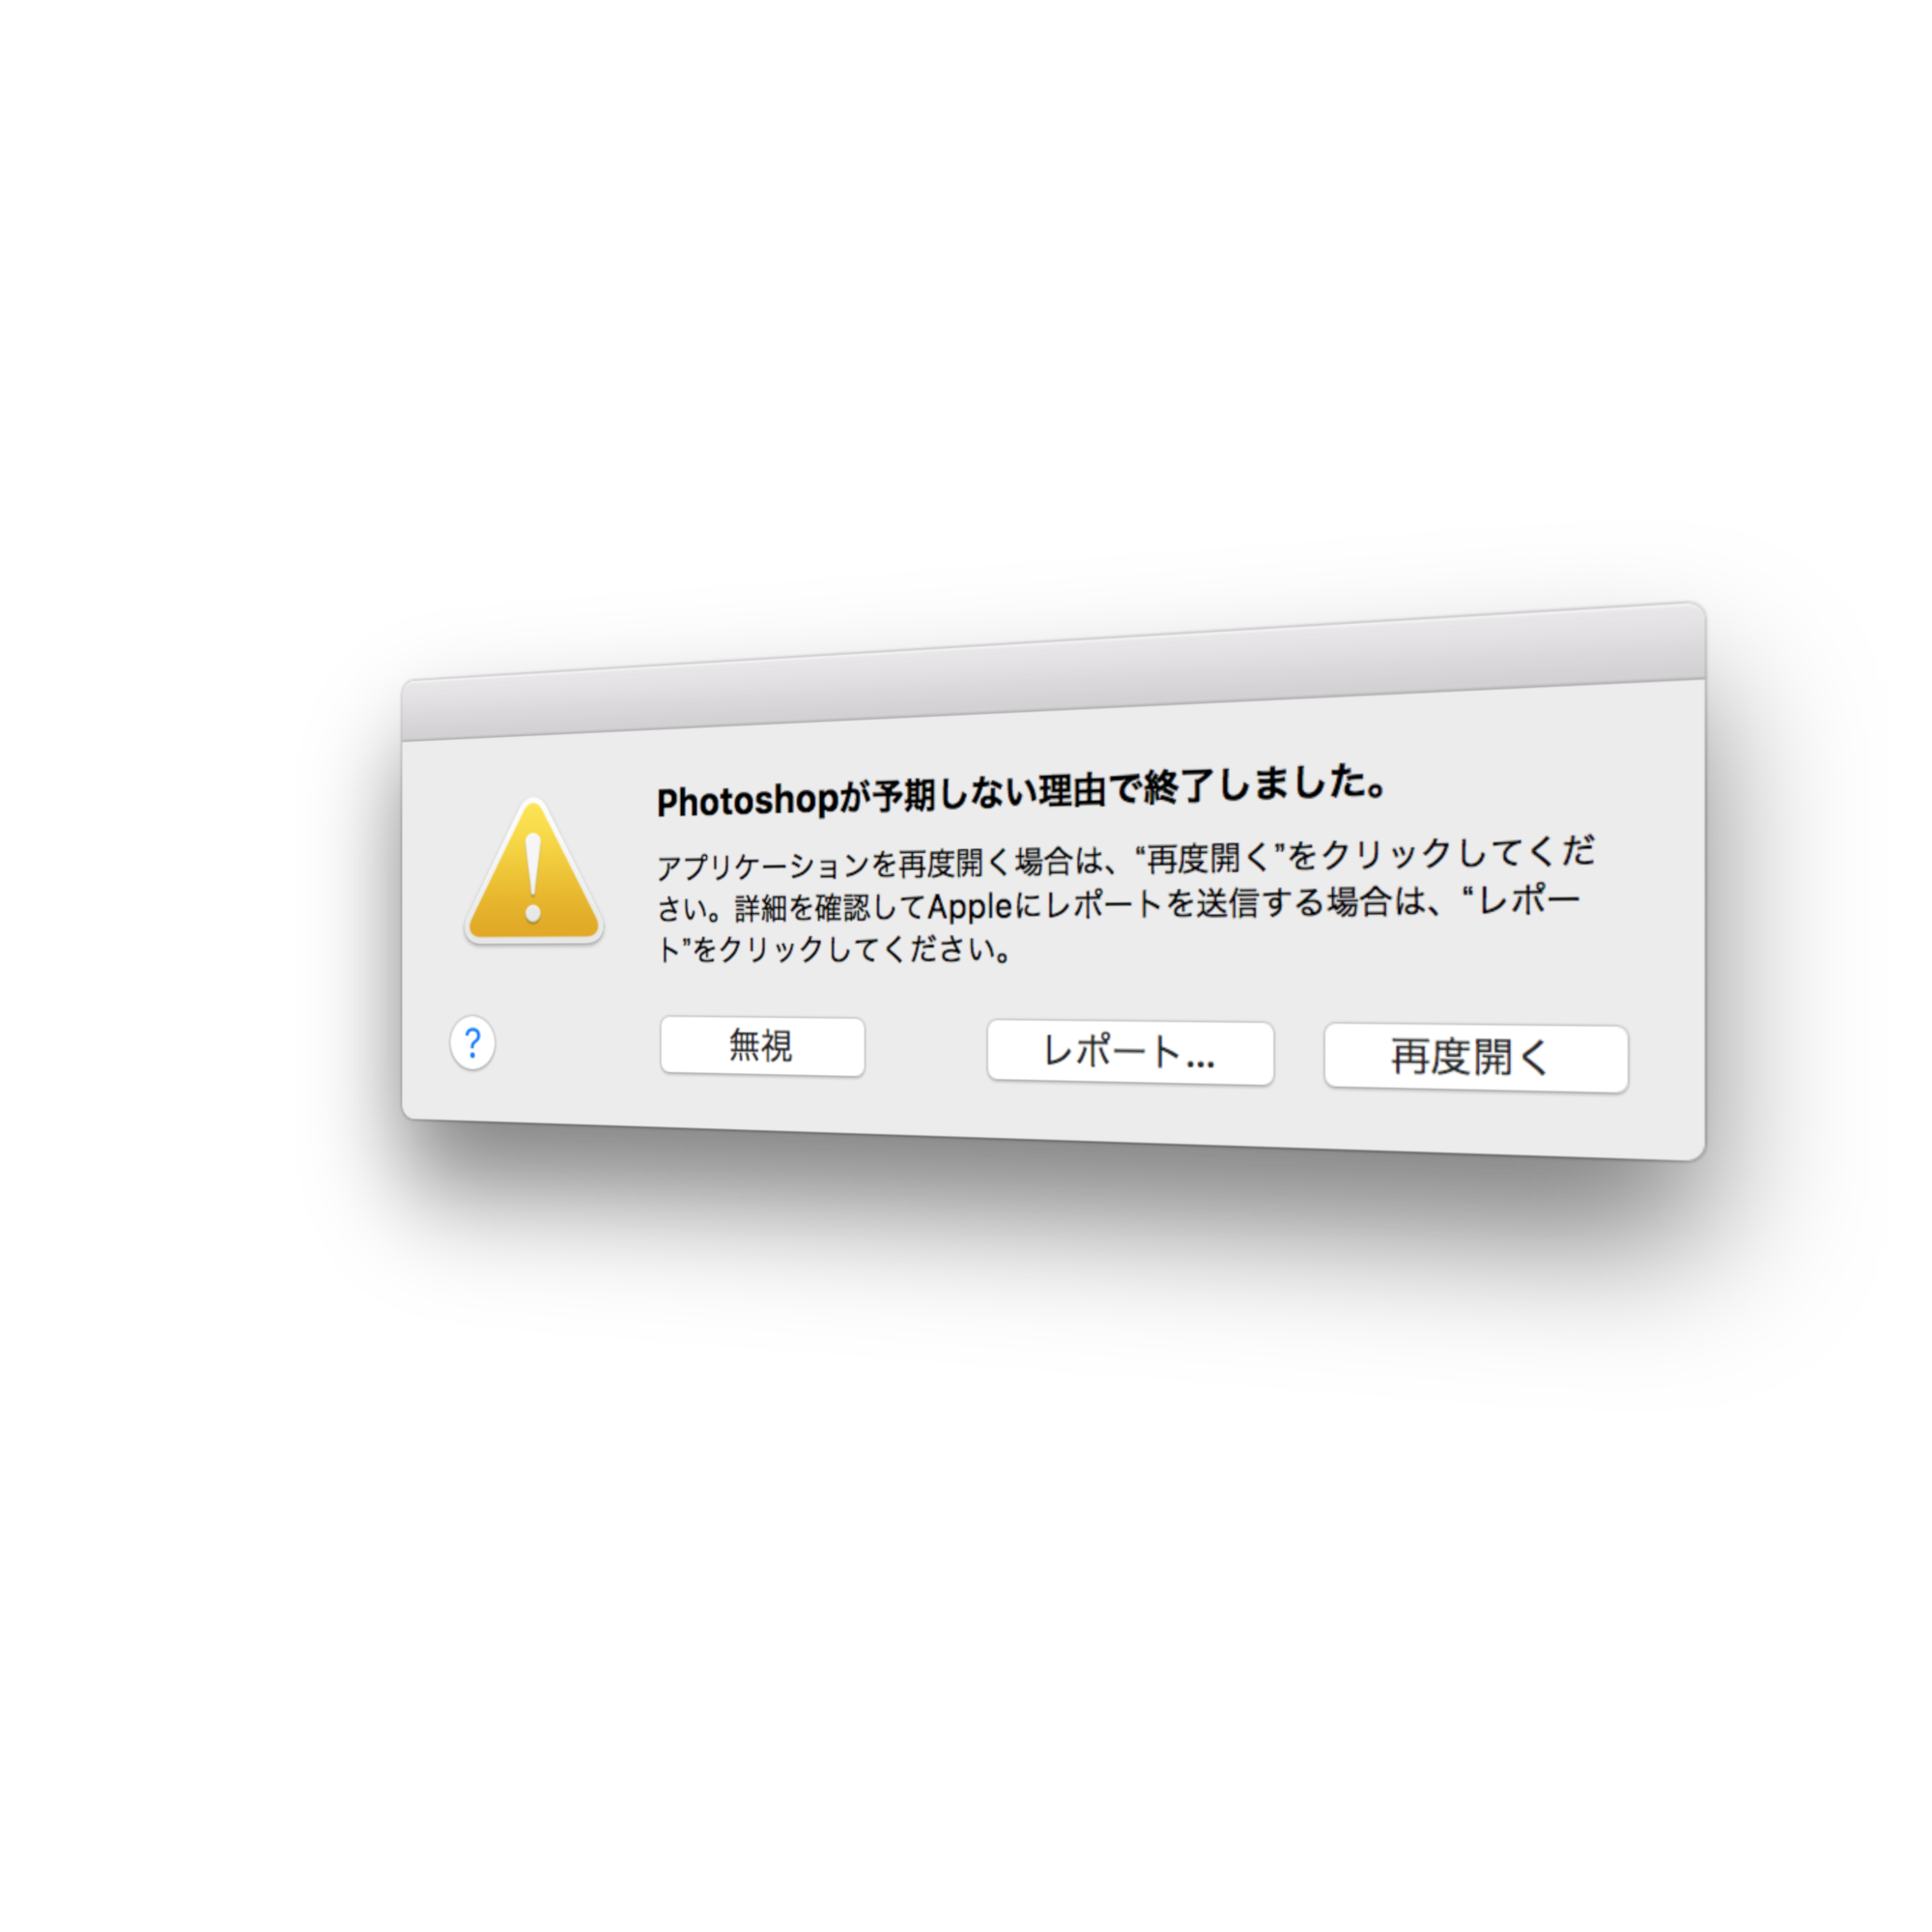 Photoshopが予期しない理由で終了しました。
アプリケーションを再度開く場合は、“再度開く”をクリックしてくだ
さい。詳細を確認してAppleにレポートを送信する場合は、“レポー
ト”をクリックしてください。
?
無視
レポート...
再度開く